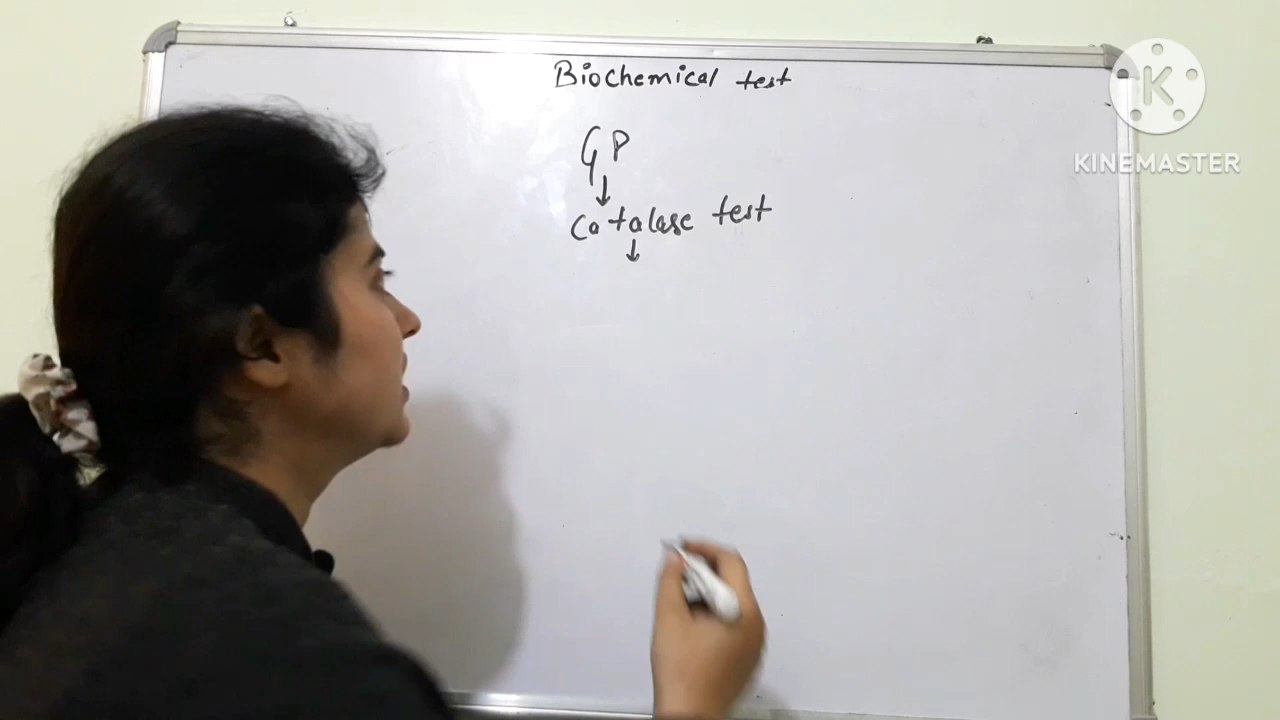 Biochemical test
GP
↓
Catalase test
↓
K
KINEMASTER